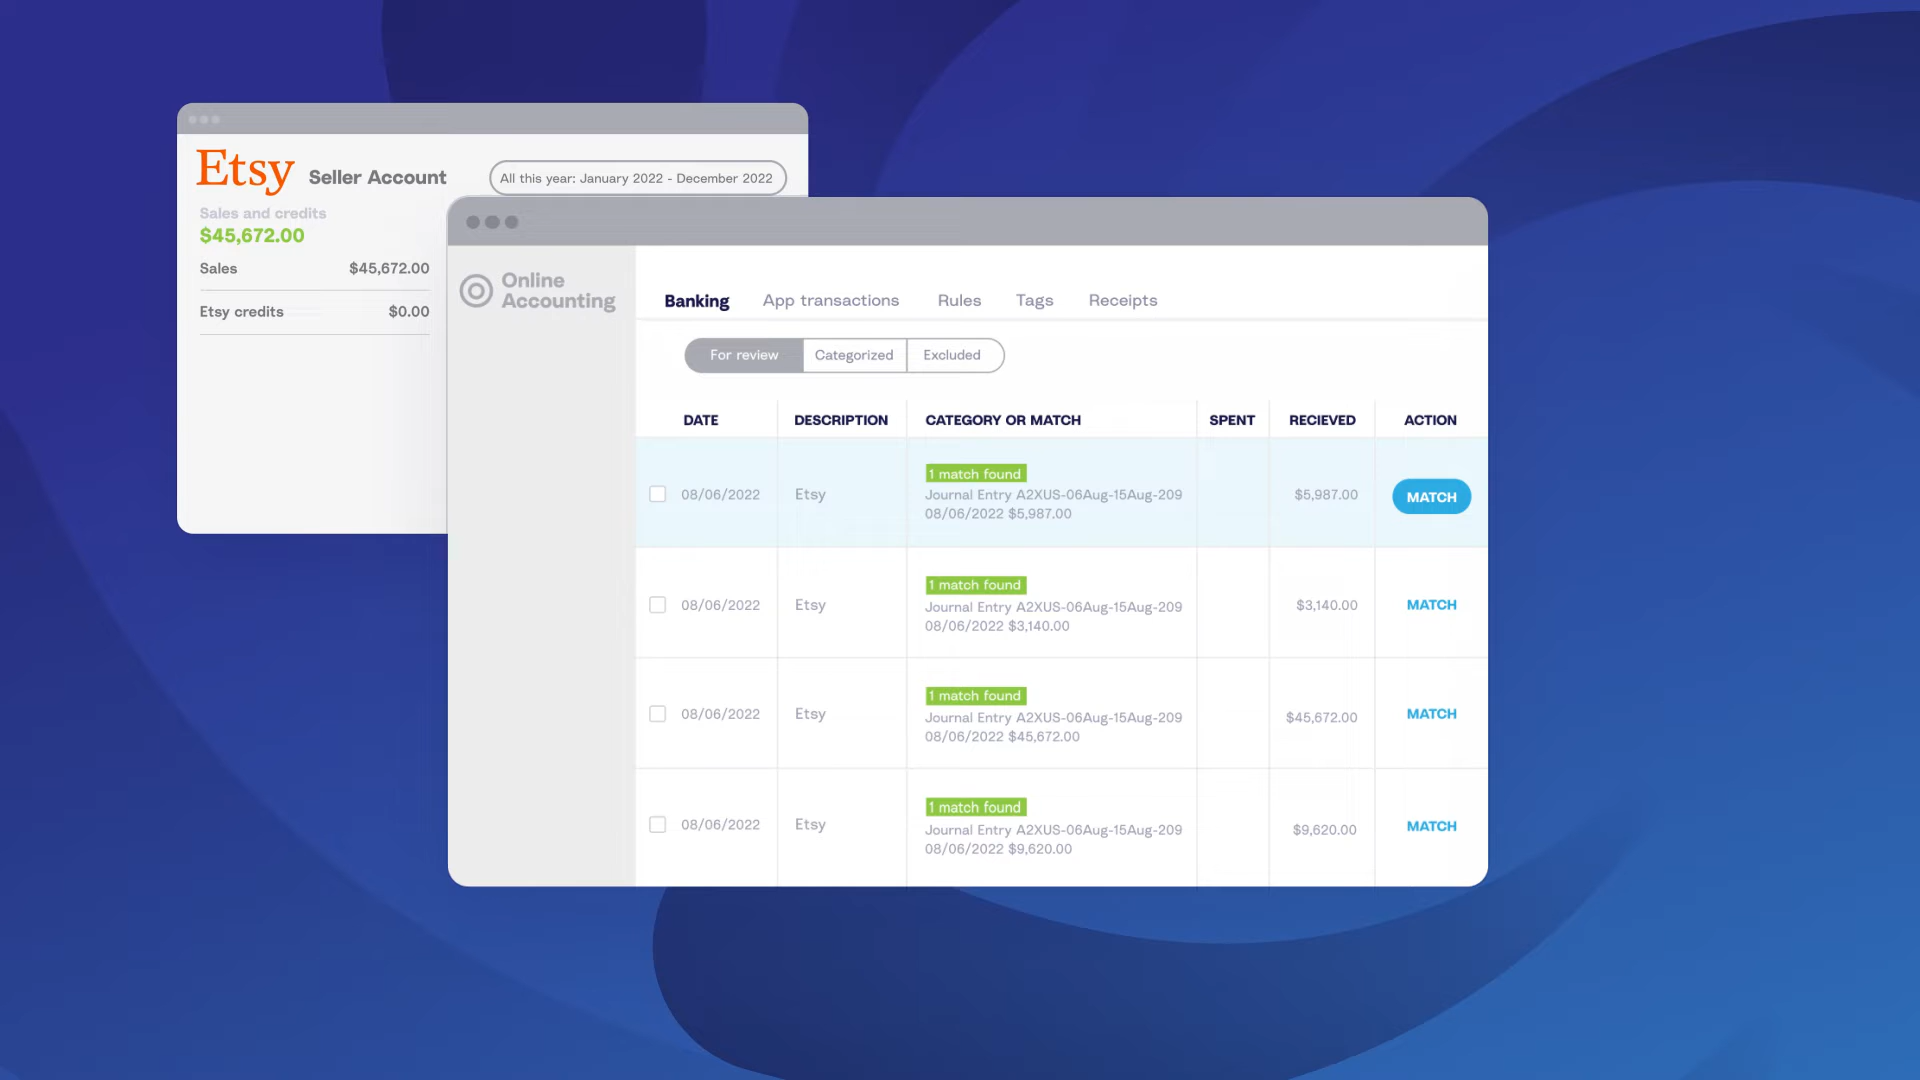 Etsy Seller Account
All this year: January 2022 - December 2022
Sales and credits
$45,672.00
Sales $45,672.00
Etsy credits $0.00
Online
Accounting
Banking App transactions Rules Tags Receipts
For review Categorized Excluded
DATE DESCRIPTION CATEGORY OR MATCH SPENT RECIEVED ACTION
1 match found
08/06/2022 Etsy Journal Entry A2XUS-06Aug-15Aug-209 $5,987.00 MATCH
08/06/2022 $5,987.00
1 match found
08/06/2022 Etsy Journal Entry A2XUS-06Aug-15Aug-209 $3,140.00 MATCH
08/06/2022 $3,140.00
1 match found
08/06/2022 Etsy Journal Entry A2XUS-06Aug-15Aug-209 $45,672.00 MATCH
08/06/2022 $45,672.00
1 match found
08/06/2022 Etsy Journal Entry A2XUS-06Aug-15Aug-209 $9,620.00 MATCH
08/06/2022 $9,620.00